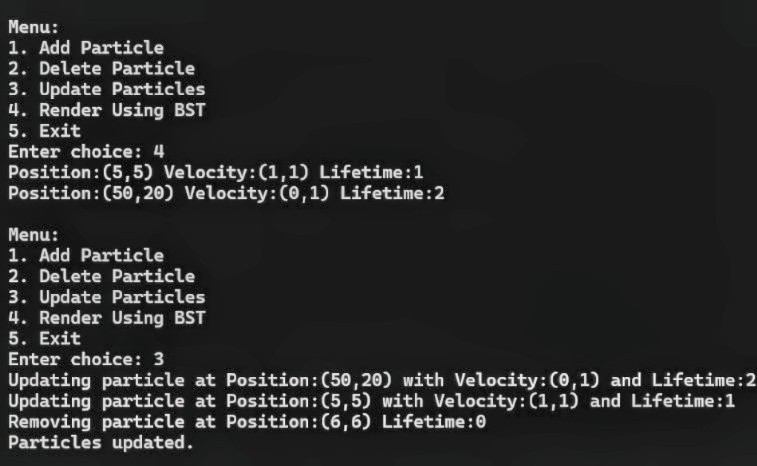 Menu:
1. Add Particle
2. Delete Particle
3. Update Particles
4. Render Using BST
5. Exit
Enter choice: 4
Position:(5,5) Velocity:(1,1) Lifetime:1
Position:(50,20) Velocity:(0,1) Lifetime:2
Menu:
1. Add Particle
2. Delete Particle
3. Update Particles
4. Render Using BST
5. Exit
Enter choice: 3
Updating particle at Position:(50,20) with Velocity:(0,1) and Lifetime:2
Updating particle at Position:(5,5) with Velocity:(1,1) and Lifetime:1
Removing particle at Position:(6,6) Lifetime:0
Particles updated.